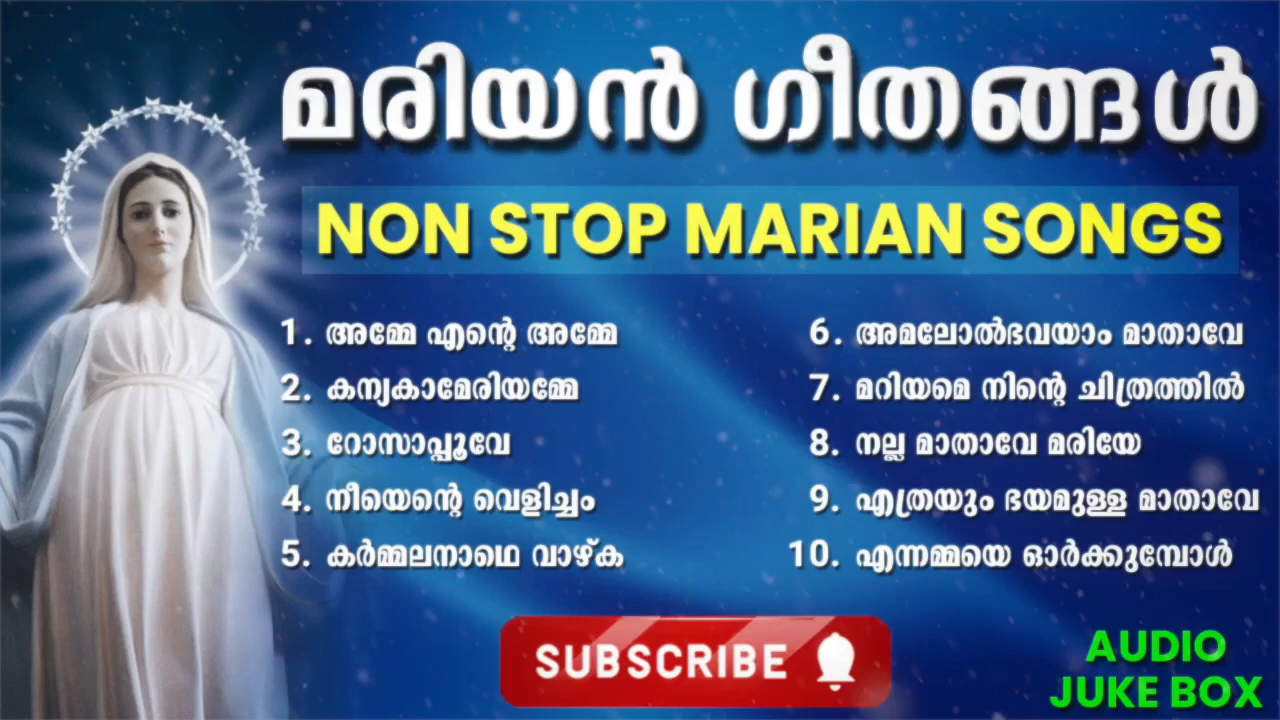 മരിയൻ ഗീതങ്ങൾ
NON STOP MARIAN SONGS
1. അമ്മേ എന്റെ അമ്മേ
2. കന്യകാമേരിയമ്മേ
3. റോസാപ്പൂവേ
4. നീയെന്റെ വെളിച്ചം
5. കർമ്മലനാഥെ വാഴ്ക
6. അമലോൽഭവയാം മാതാവേ
7. മറിയമെ നിന്റെ ചിത്രത്തിൽ
8. നല്ല മാതാവേ മരിയേ
9. എത്രയും ഭയമുള്ള മാതാവേ
10. എന്നമ്മയെ ഓർക്കുമ്പോൾ
SUBSCRIBE
AUDIO
JUKE BOX